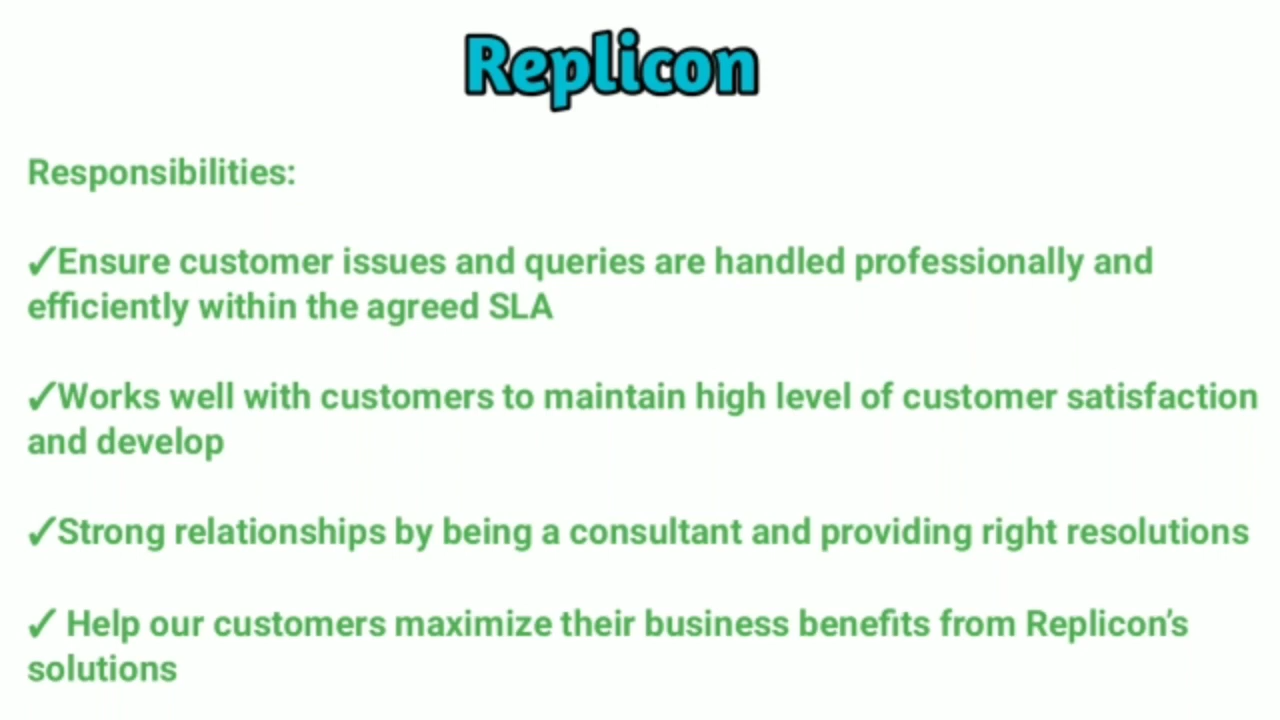 Replicon
Responsibilities:
✓Ensure customer issues and queries are handled professionally and
efficiently within the agreed SLA
✓Works well with customers to maintain high level of customer satisfaction
and develop
✓Strong relationships by being a consultant and providing right resolutions
✓ Help our customers maximize their business benefits from Replicon’s
solutions